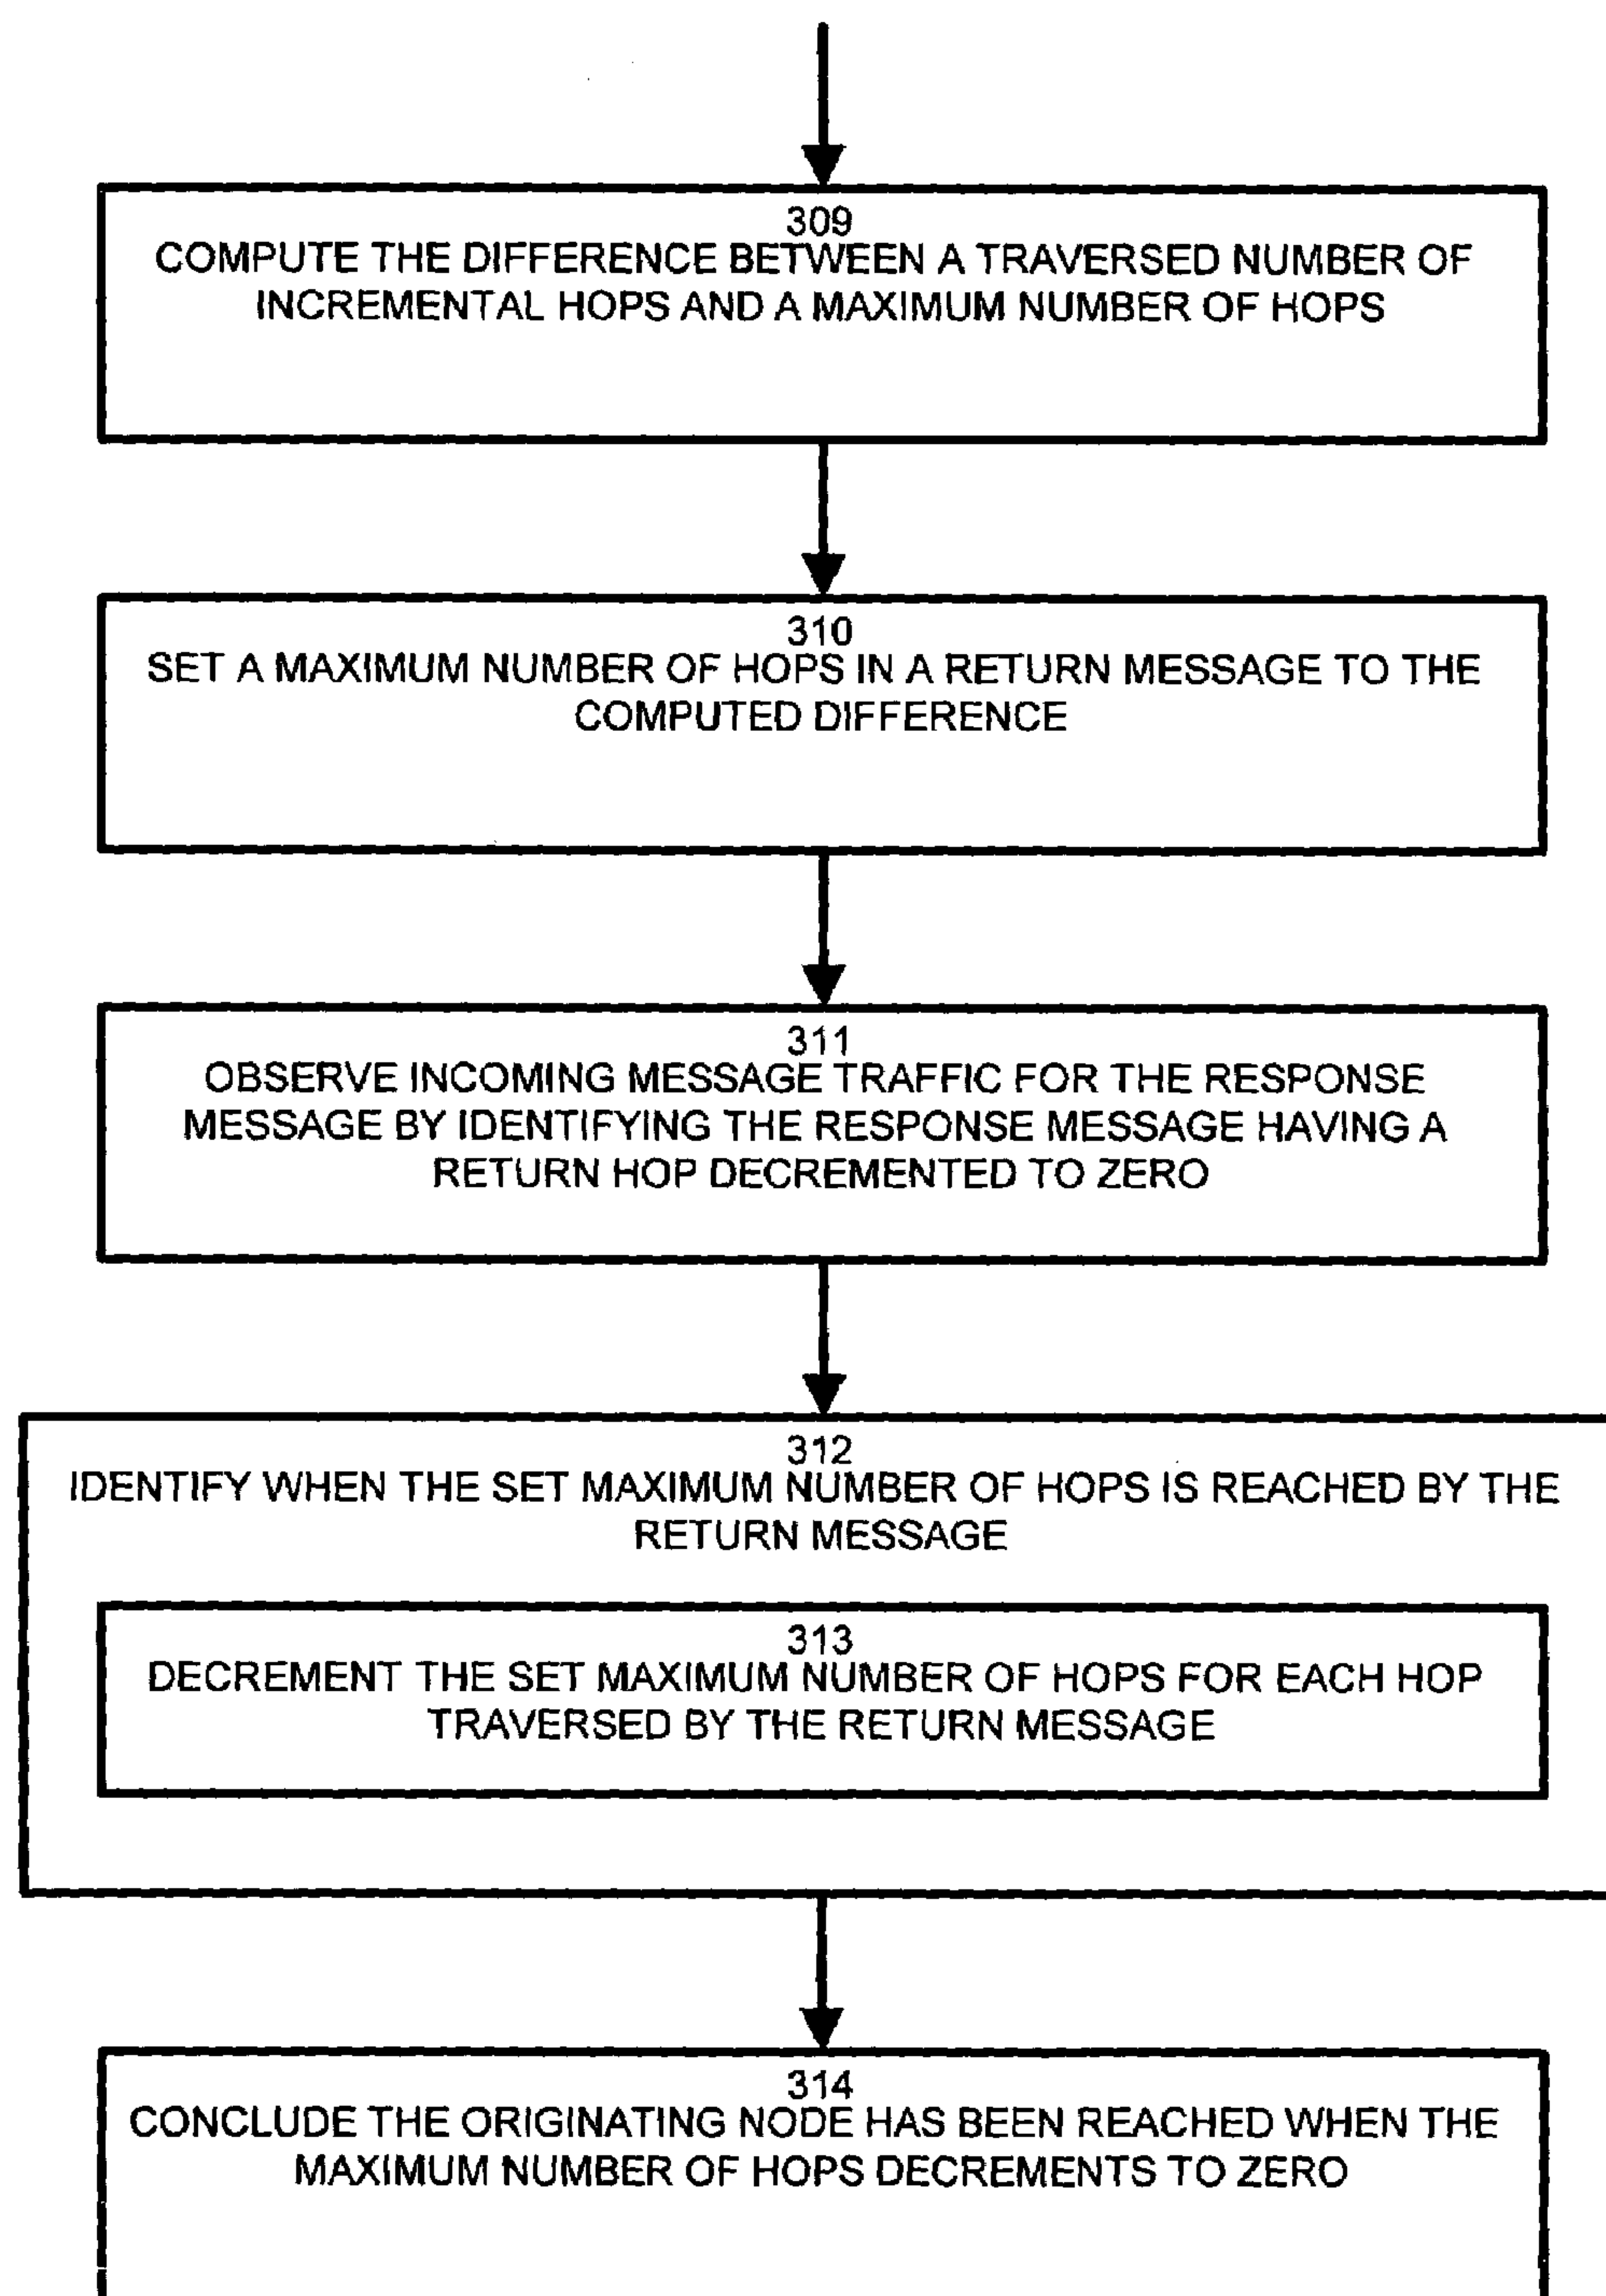 309
COMPUTE THE DIFFERENCE BETWEEN A TRAVERSED NUMBER OF
INCREMENTAL HOPS AND A MAXIMUM NUMBER OF HOPS
310
SET A MAXIMUM NUMBER OF HOPS IN A RETURN MESSAGE TO THE
COMPUTED DIFFERENCE
311
OBSERVE INCOMING MESSAGE TRAFFIC FOR THE RESPONSE
MESSAGE BY IDENTIFYING THE RESPONSE MESSAGE HAVING A
RETURN HOP DECREMENTED TO ZERO
312
IDENTIFY WHEN THE SET MAXIMUM NUMBER OF HOPS IS REACHED BY THE
RETURN MESSAGE
313
DECREMENT THE SET MAXIMUM NUMBER OF HOPS FOR EACH HOP
TRAVERSED BY THE RETURN MESSAGE
314
CONCLUDE THE ORIGINATING NODE HAS BEEN REACHED WHEN THE
MAXIMUM NUMBER OF HOPS DECREMENTS TO ZERO